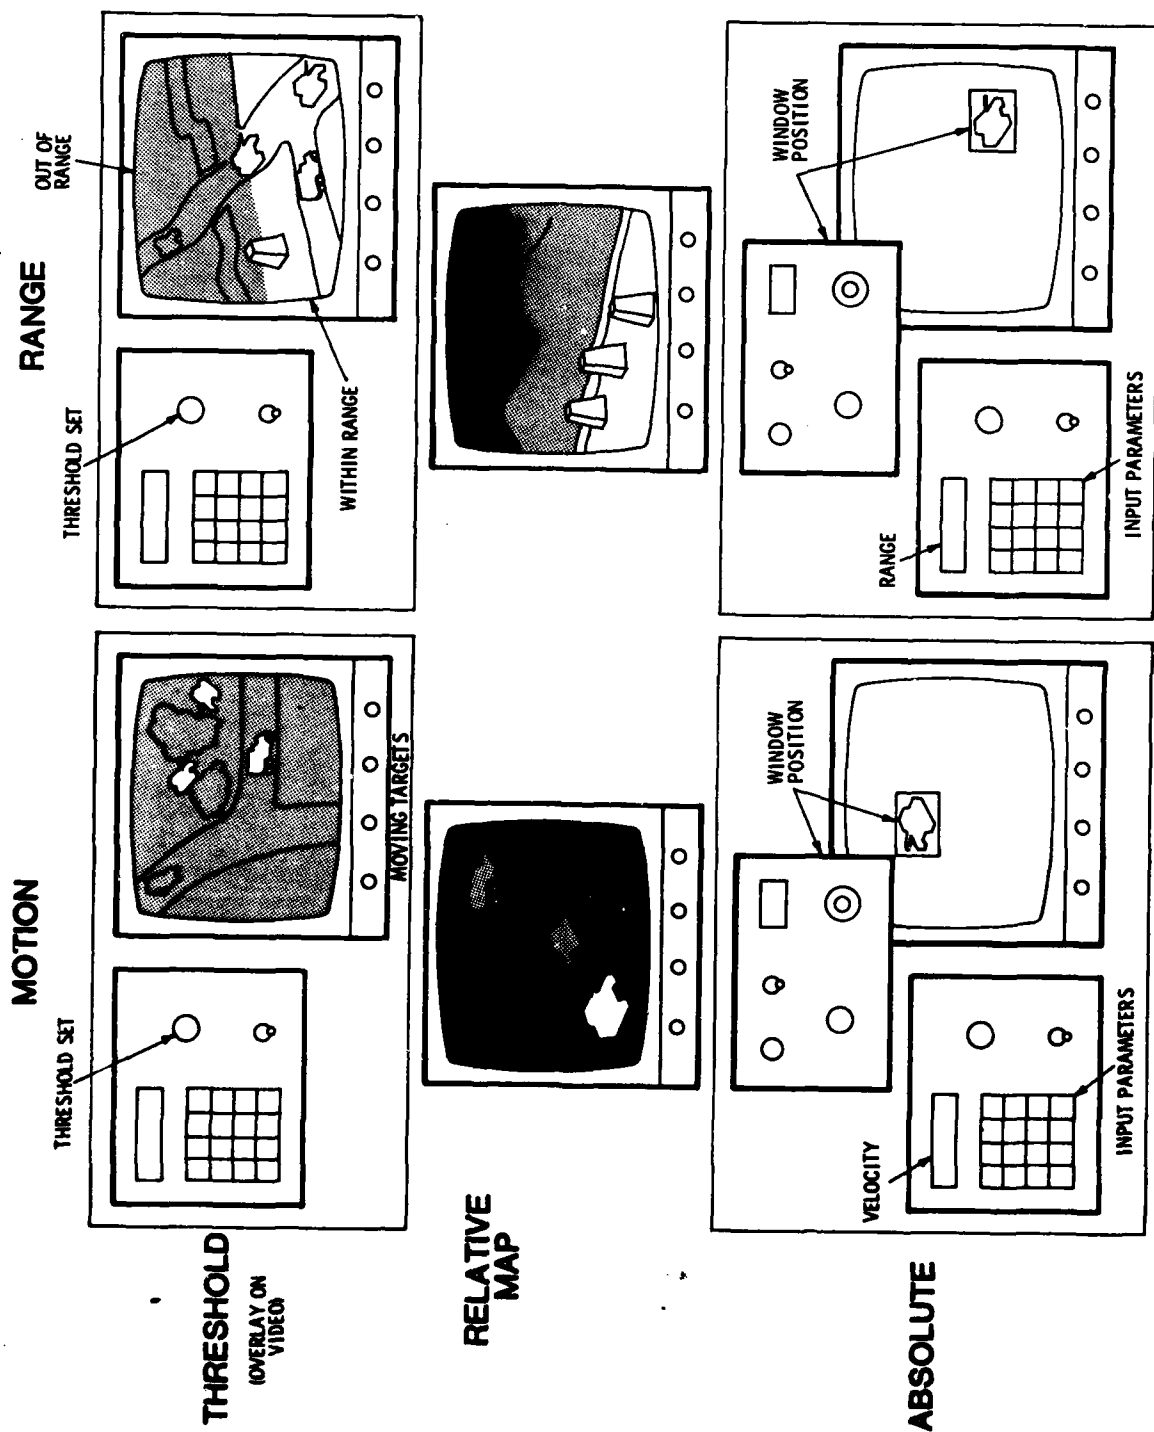 MOTION
RANGE
THRESHOLD
(OVERLAY ON
VIDEO)
THRESHOLD SET
MOVING TARGETS
THRESHOLD SET
OUT OF
RANGE
WITHIN RANGE
RELATIVE
MAP
ABSOLUTE
VELOCITY
WINDOW
POSITION
INPUT PARAMETERS
RANGE
WINDOW
POSITION
INPUT PARAMETERS